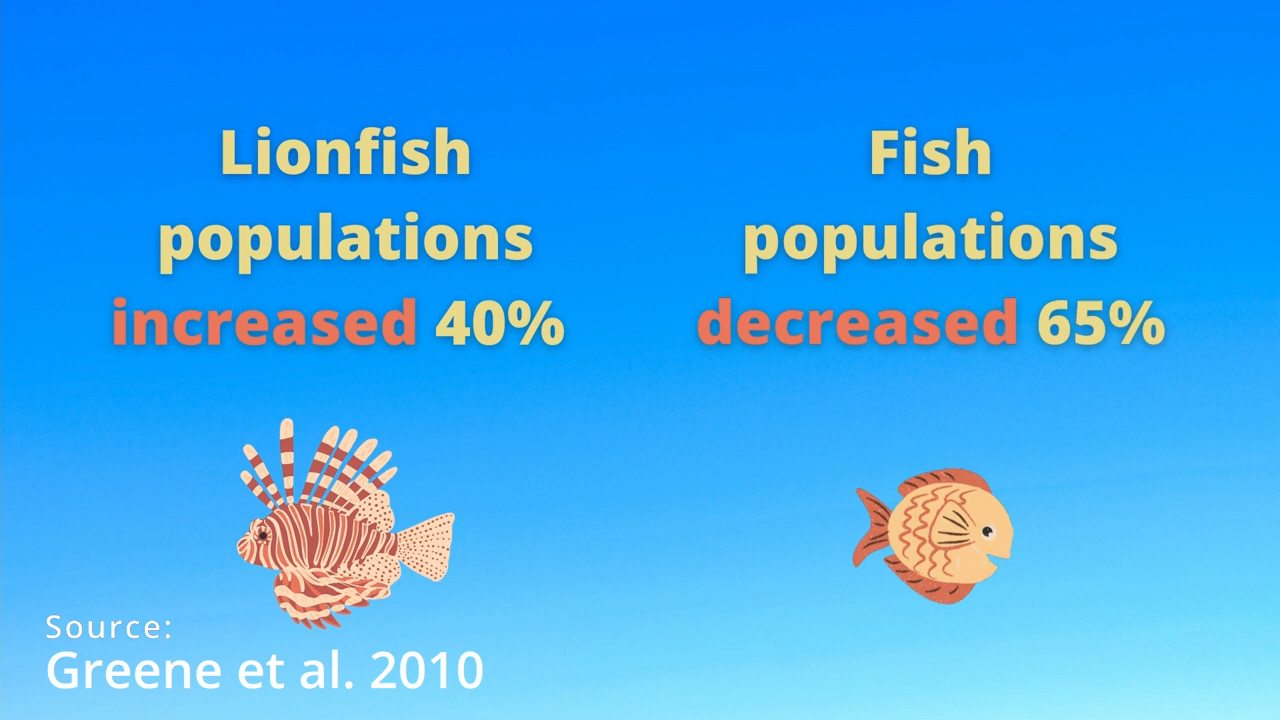 Lionfish
populations
increased 40%
Fish
populations
decreased 65%
Source:
Greene et al. 2010